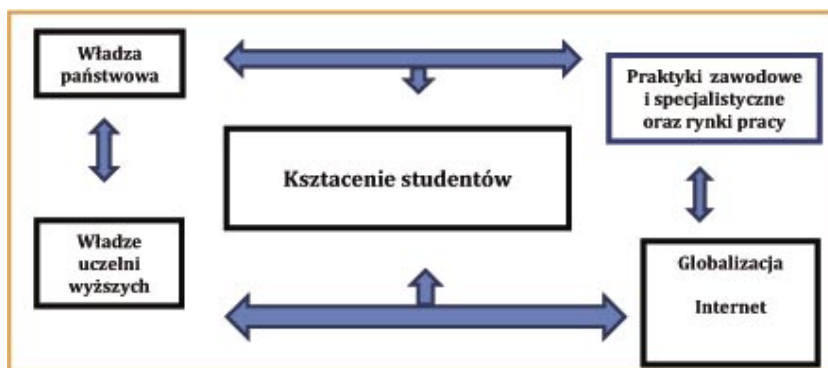 Władza
państwowa
Praktyki zawodowe
i specjalistyczne
oraz rynki pracy
Ksztacenie studentów
Władze
uczelni
wyższych
Globalizacja
Internet